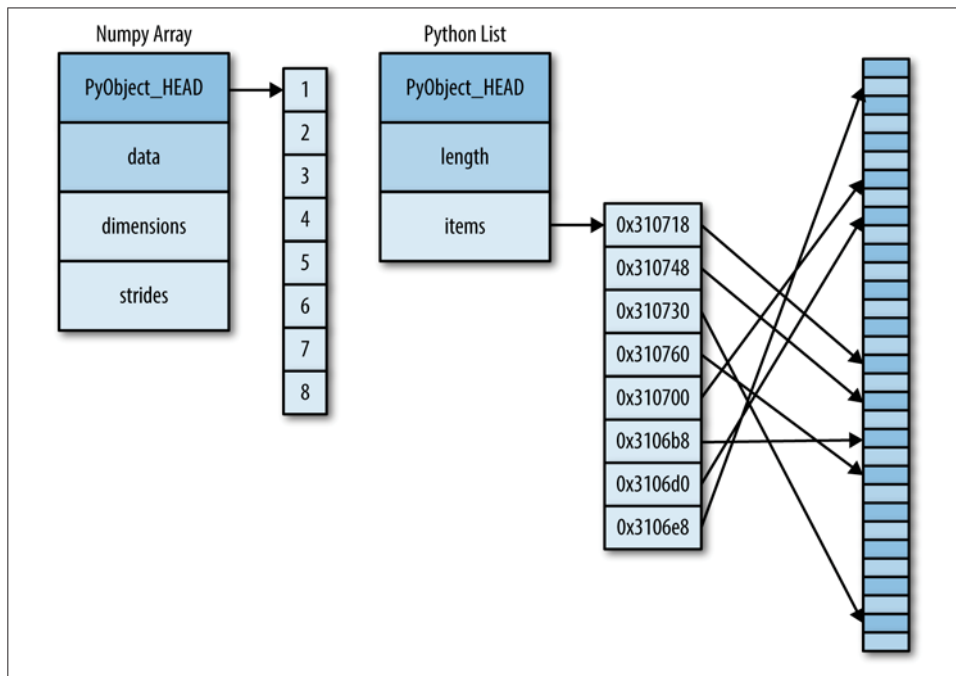 Numpy Array
PyObject_HEAD
data
dimensions
strides
1
2
3
4
5
6
7
8
Python List
PyObject_HEAD
length
items
0x310718
0x310748
0x310730
0x310760
0x310700
0x3106b8
0x3106d0
0x3106e8